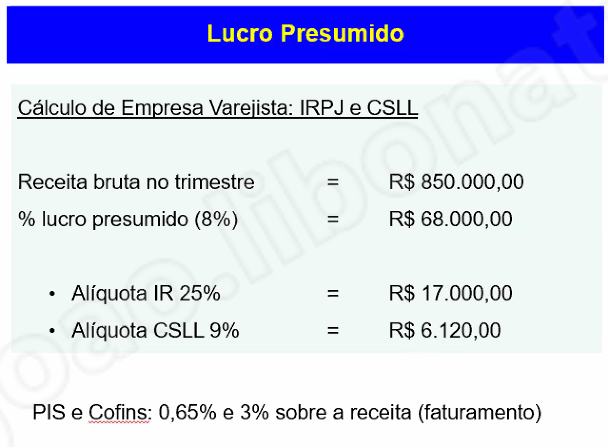 Lucro Presumido
Cálculo de Empresa Varejista: IRPJ e CSLL
Receita bruta no trimestre = R$ 850.000,00
% lucro presumido (8%) = R$ 68.000,00
• Alíquota IR 25% = R$ 17.000,00
• Alíquota CSLL 9% = R$ 6.120,00
PIS e Cofins: 0,65% e 3% sobre a receita (faturamento)
joao.libonat